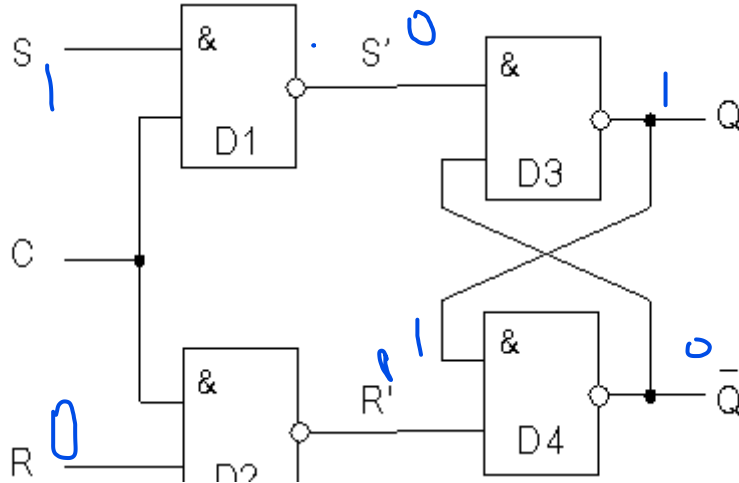 S 1 & S' 0 & 1 Q
D1 D3
C
& R' 1 & 0 Q̅
R 0 D2 D4